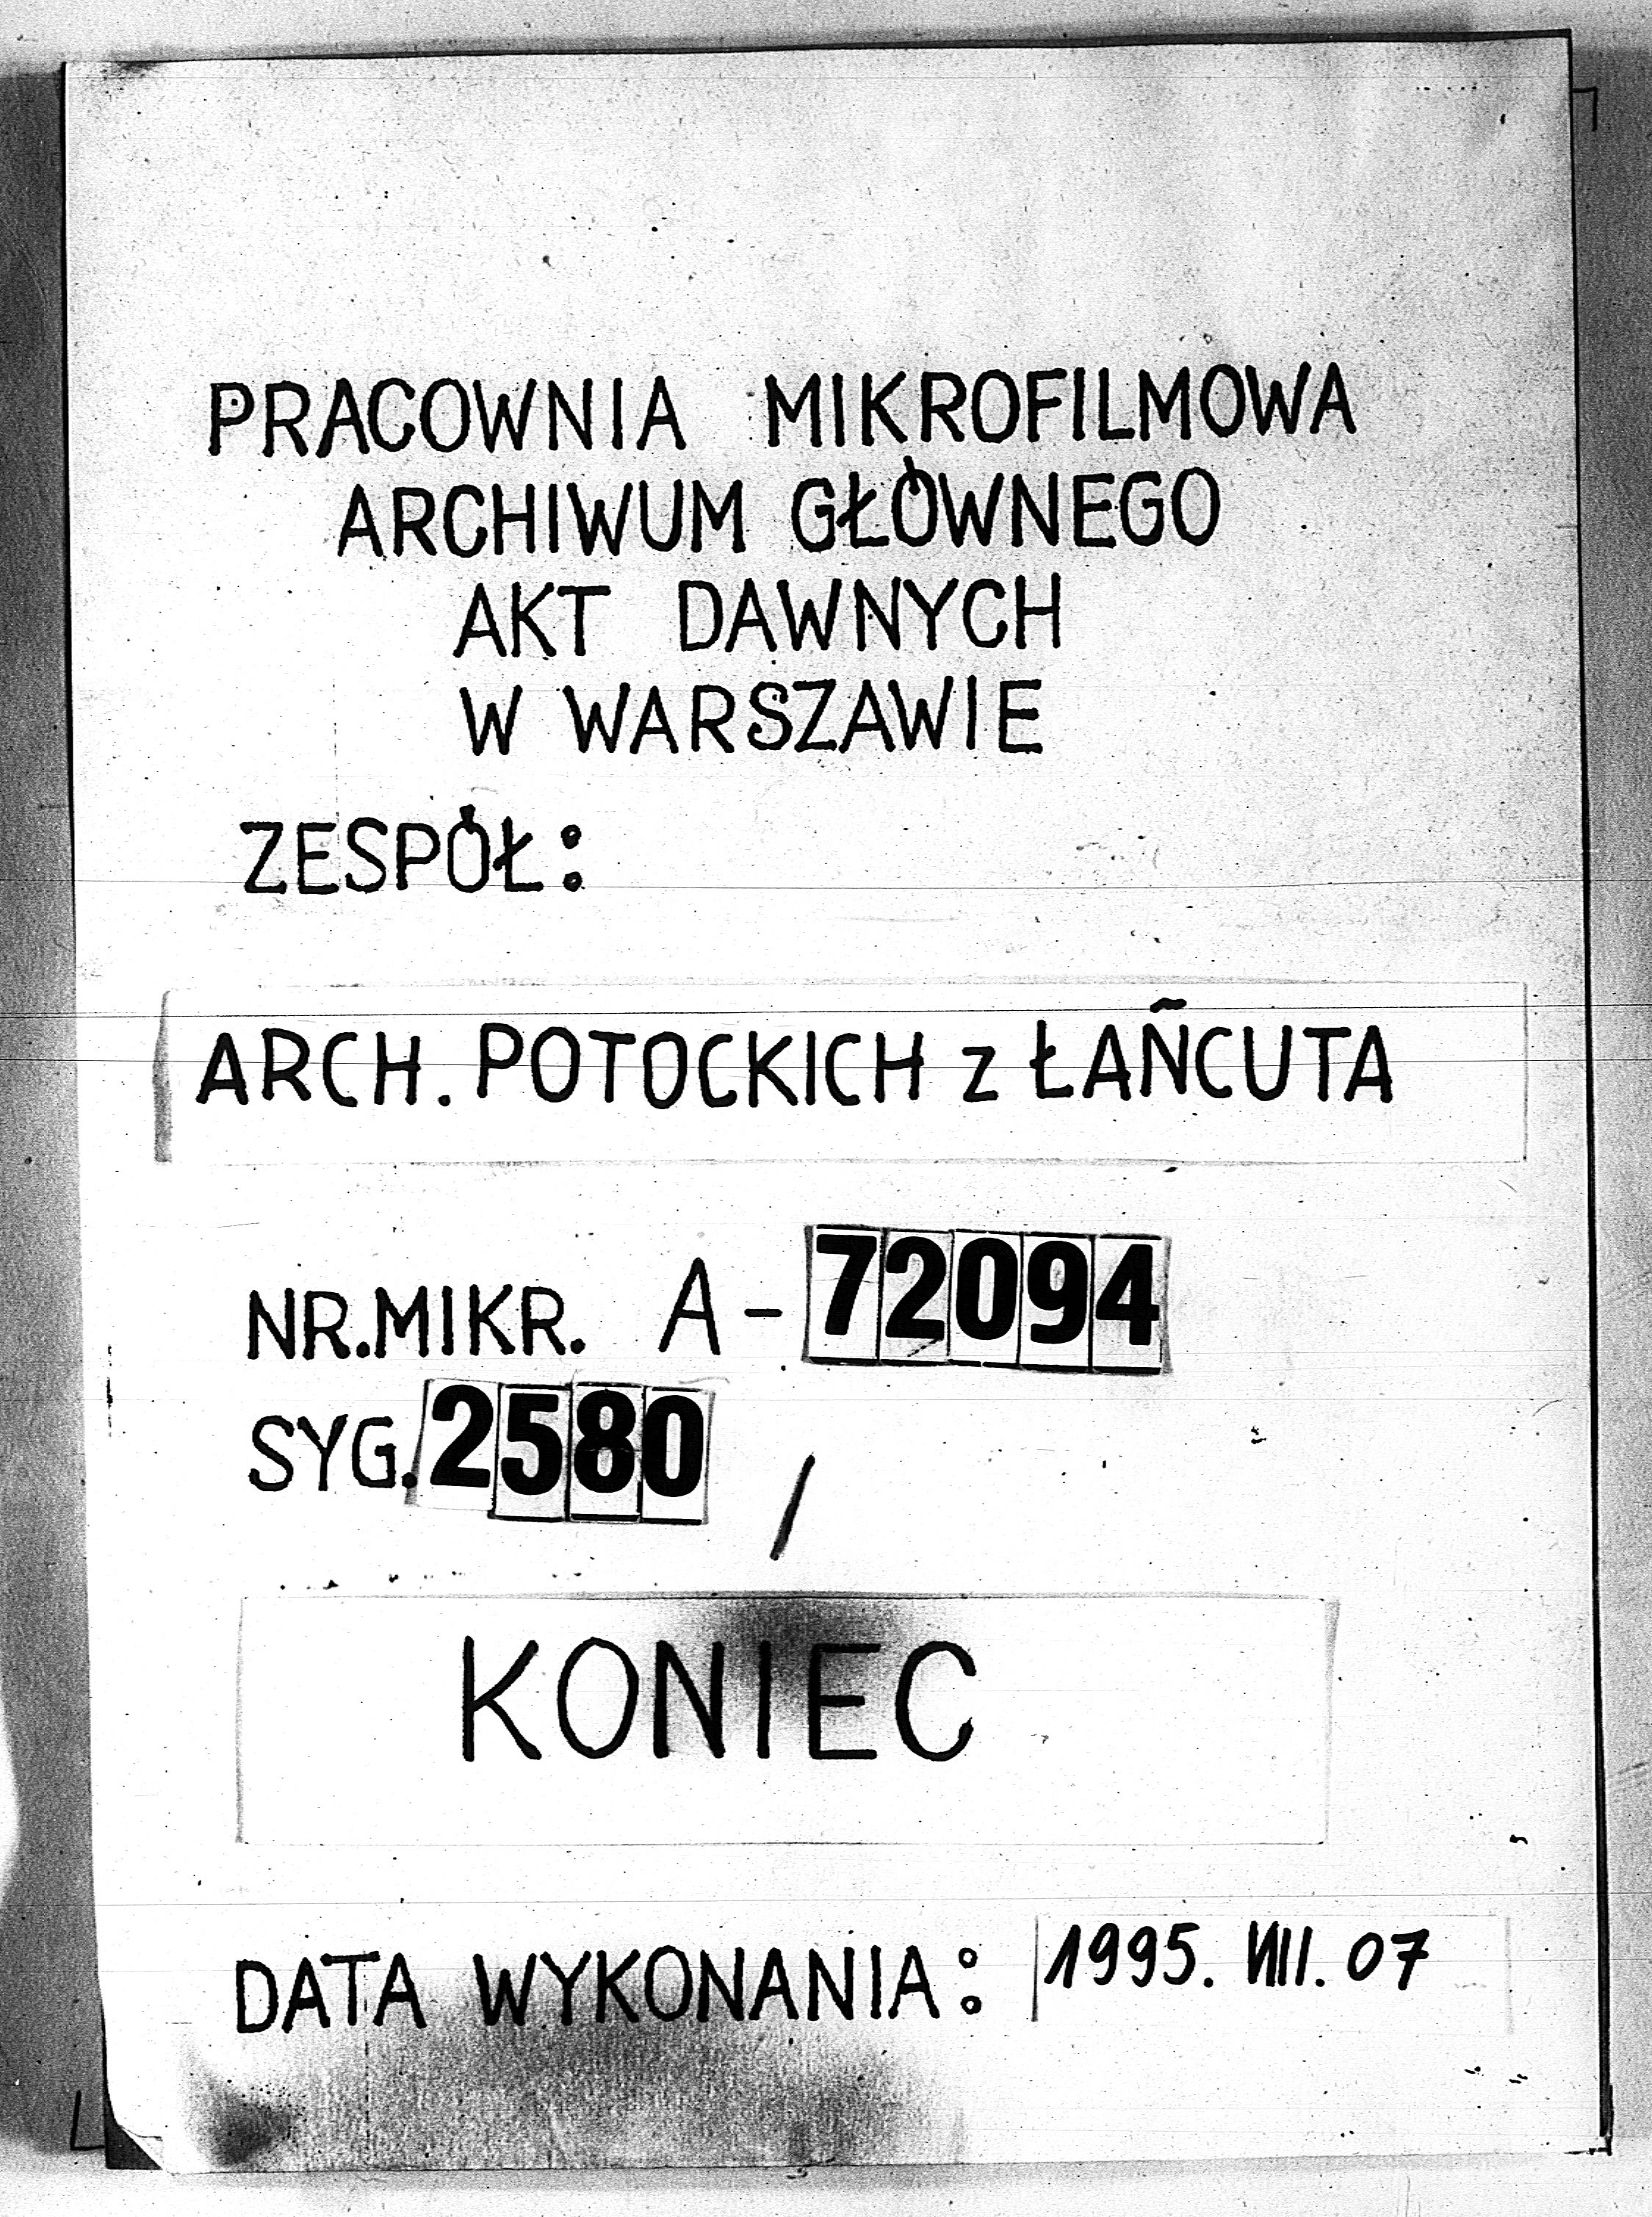 PRACOWNIA MIKROFILMOWA
ARCHIWUM GŁÓWNEGO
AKT DAWNYCH
W WARSZAWIE
ZESPÓŁ:
ARCH. POTOCKICH z ŁAŃCUTA
NR.MIKR. A-72094
SYG. 2580 /
KONIEC
DATA WYKONANIA: 1995. VIII. 07